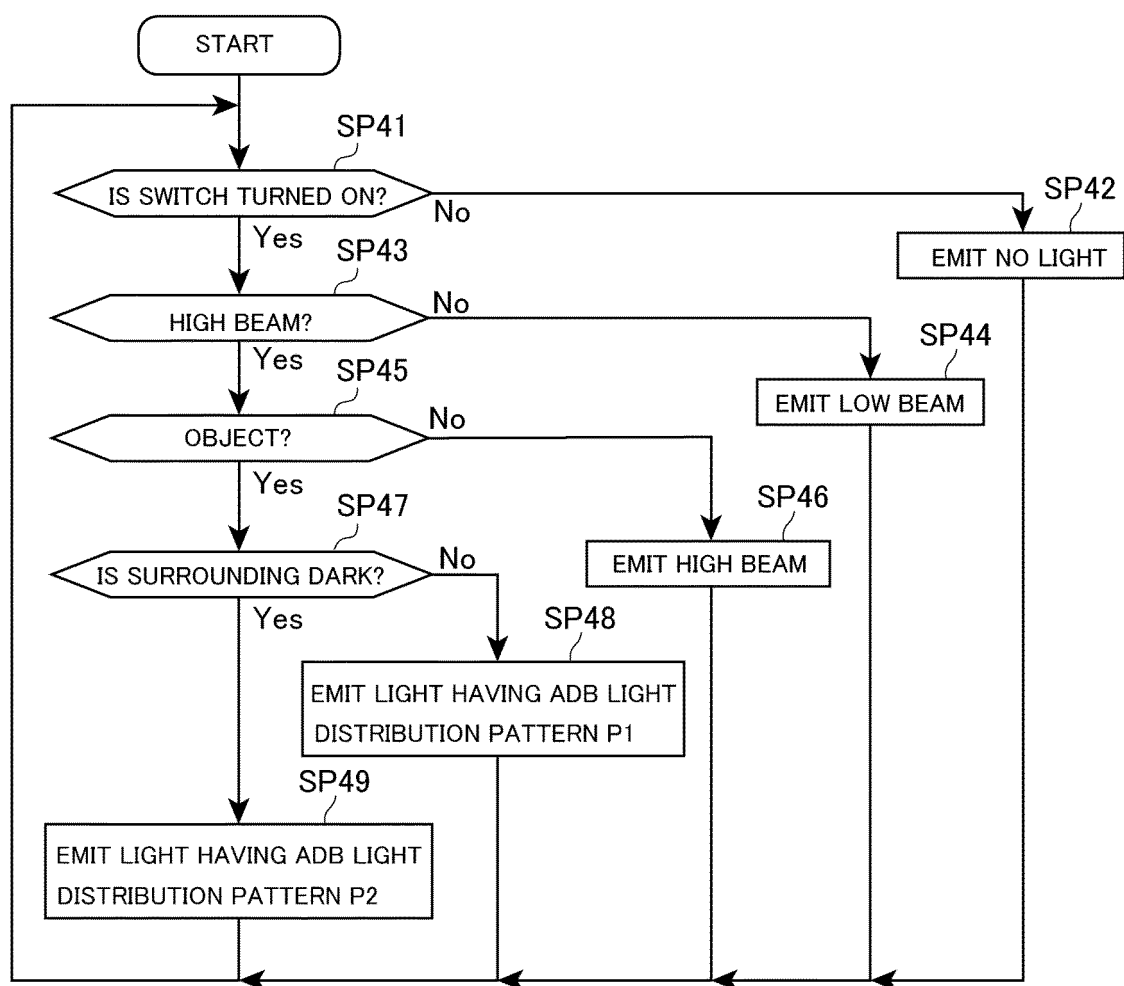 START
SP41
IS SWITCH TURNED ON?
No
SP42
Yes
EMIT NO LIGHT
SP43
HIGH BEAM?
No
SP44
Yes
EMIT LOW BEAM
SP45
OBJECT?
No
Yes
SP46
SP47
IS SURROUNDING DARK?
No
EMIT HIGH BEAM
Yes
SP48
EMIT LIGHT HAVING ADB LIGHT
DISTRIBUTION PATTERN P1
SP49
EMIT LIGHT HAVING ADB LIGHT
DISTRIBUTION PATTERN P2